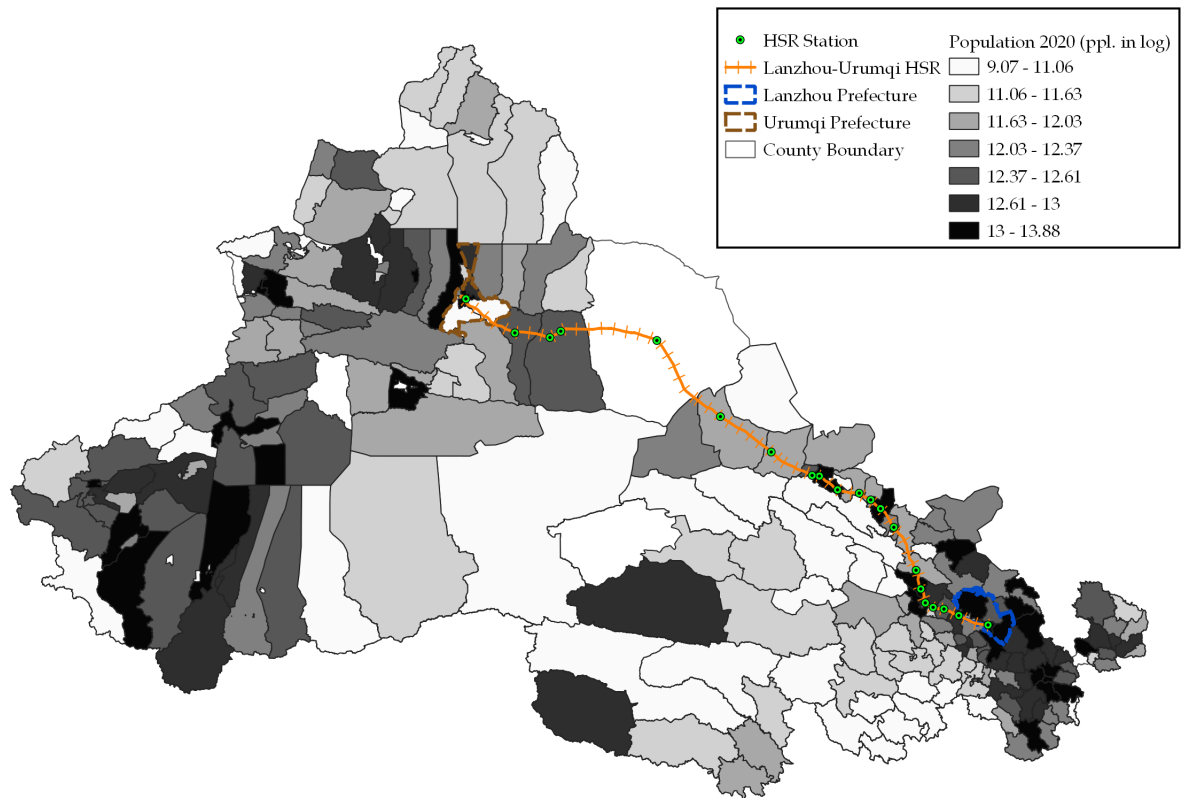 HSR Station
Lanzhou-Urumqi HSR
Lanzhou Prefecture
Urumqi Prefecture
County Boundary
Population 2020 (ppl. in log)
9.07 - 11.06
11.06 - 11.63
11.63 - 12.03
12.03 - 12.37
12.37 - 12.61
12.61 - 13
13 - 13.88